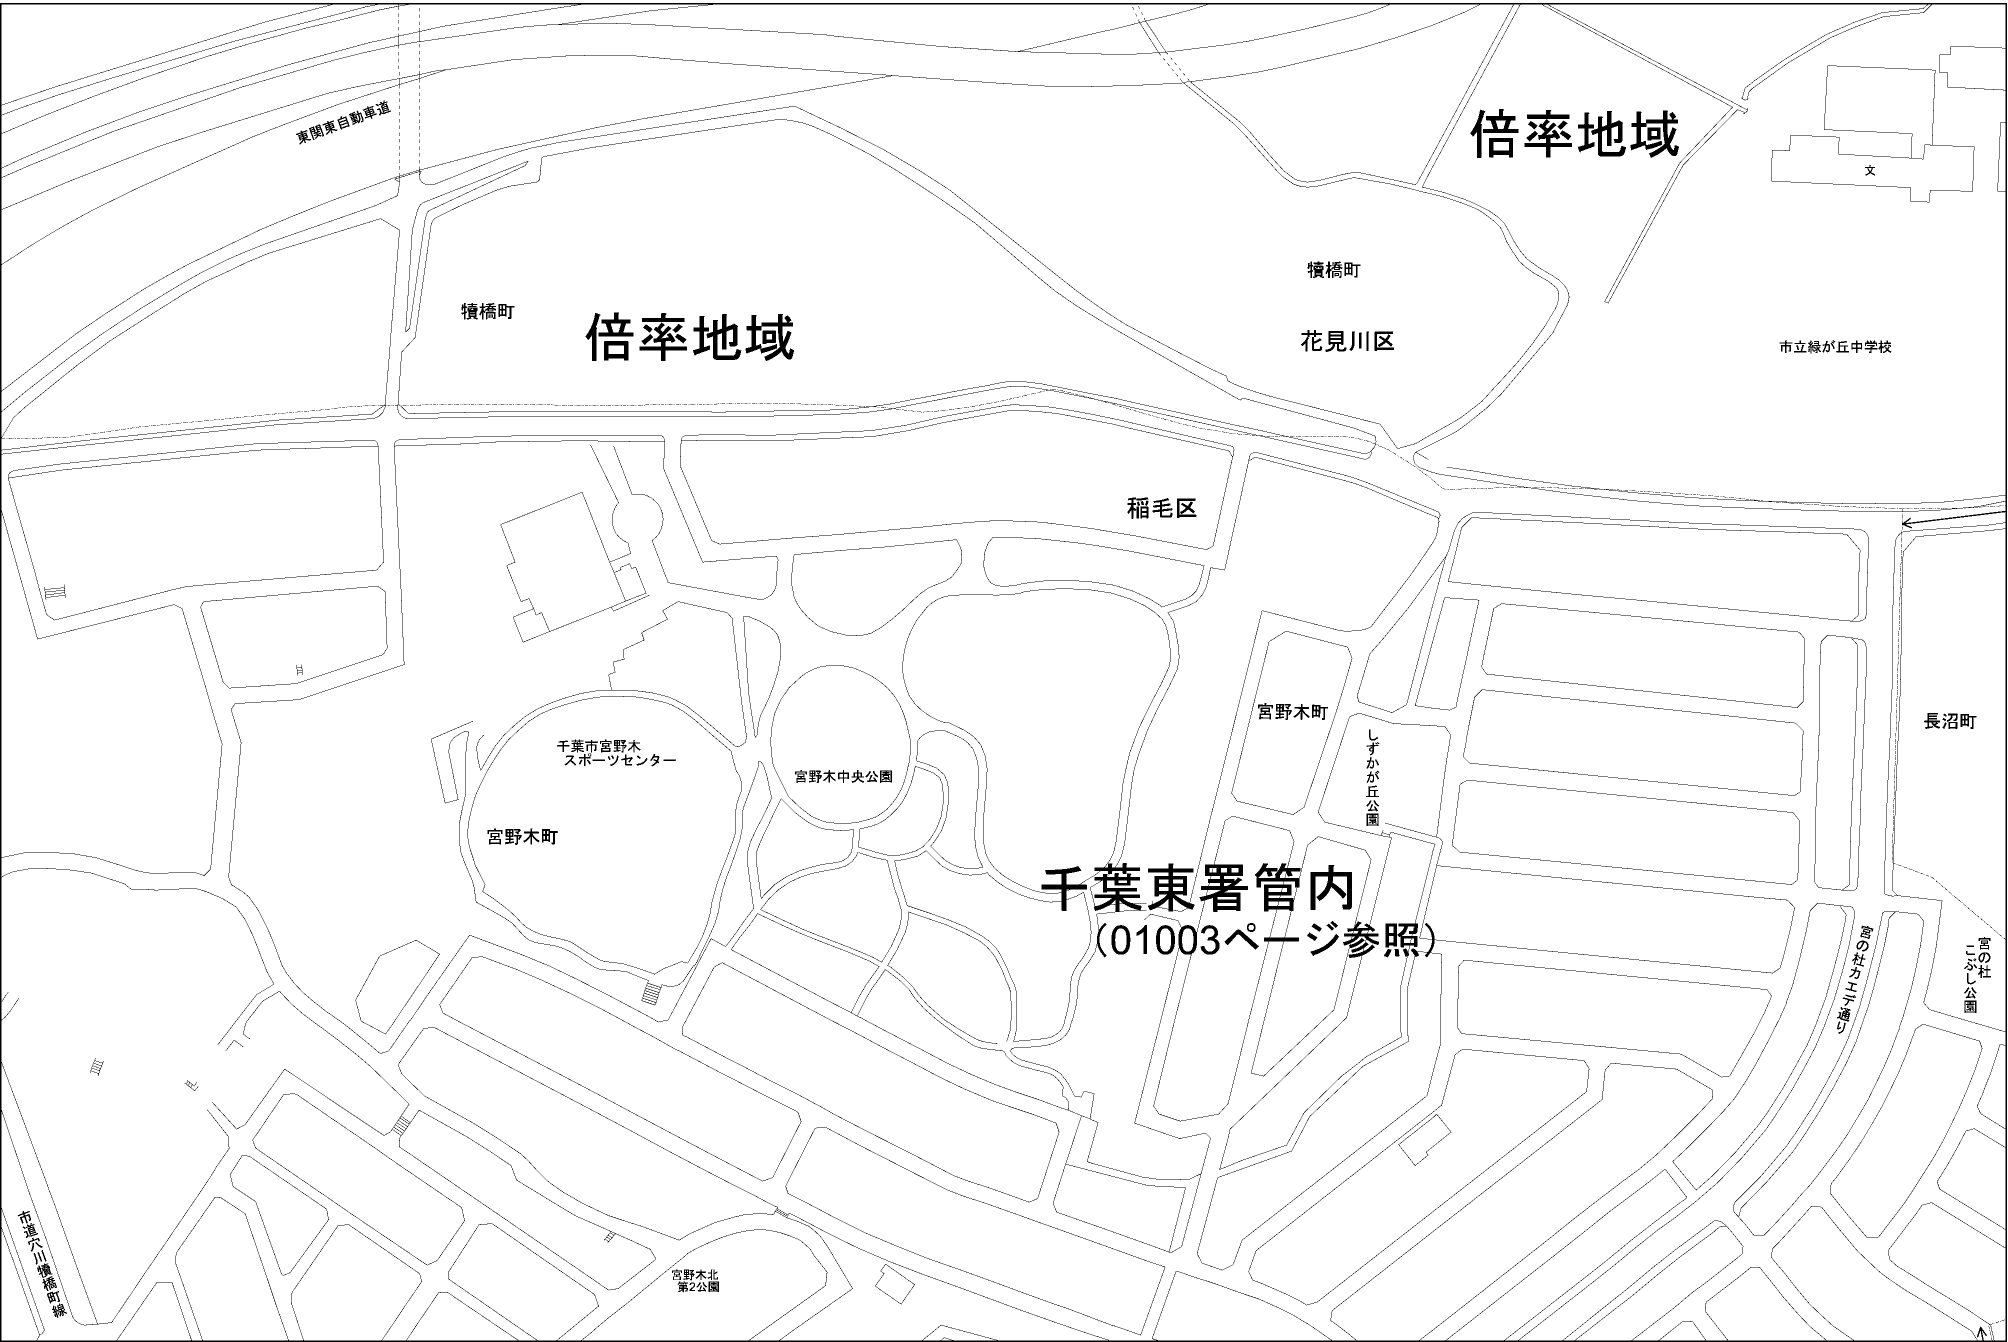 東関東自動車道
倍率地域
文
犢橋町
犢橋町
倍率地域
花見川区
市立緑が丘中学校
稲毛区
宮野木町
長沼町
しずかが丘公園
千葉市宮野木
スポーツセンター
宮野木中央公園
宮野木町
千葉東署管内
（01003ページ参照）
宮の杜カエデ通り
宮の杜
こぶし公園
市道穴川犢橋町線
宮野木北
第2公園